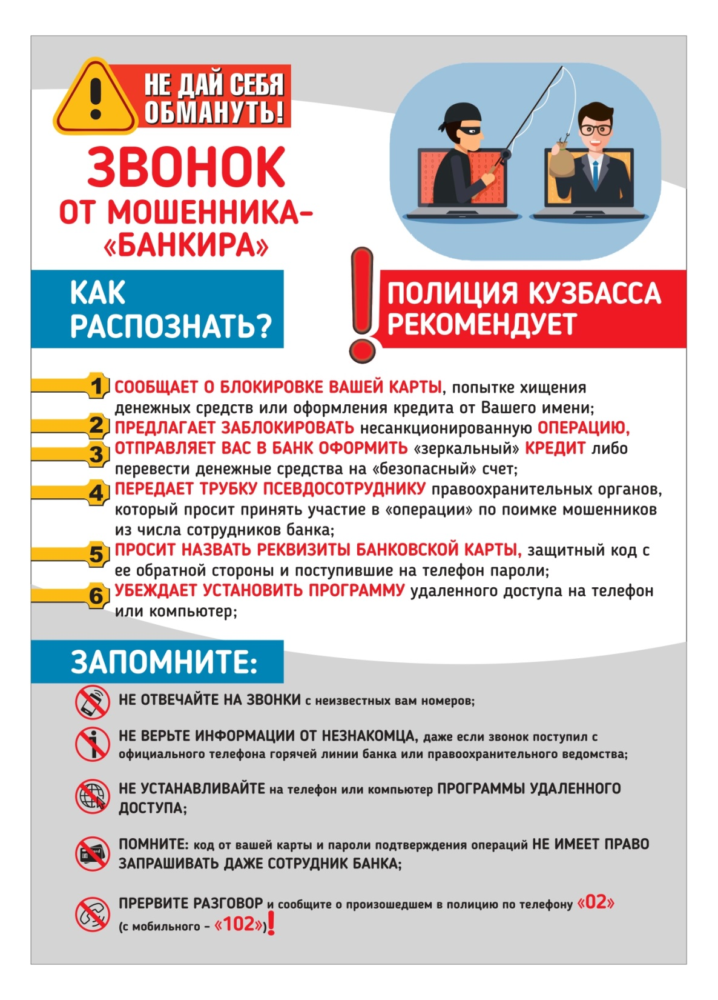 НЕ ДАЙ СЕБЯ
ОБМАНУТЬ!
ЗВОНОК
ОТ МОШЕННИКА-
«БАНКИРА»
КАК
РАСПОЗНАТЬ?
ПОЛИЦИЯ КУЗБАССА
РЕКОМЕНДУЕТ
1 СООБЩАЕТ О БЛОКИРОВКЕ ВАШЕЙ КАРТЫ, попытке хищения
денежных средств или оформления кредита от Вашего имени;
2 ПРЕДЛАГАЕТ ЗАБЛОКИРОВАТЬ несанкционированную ОПЕРАЦИЮ,
3 ОТПРАВЛЯЕТ ВАС В БАНК ОФОРМИТЬ «зеркальный» КРЕДИТ либо
перевести денежные средства на «безопасный» счет;
4 ПЕРЕДАЕТ ТРУБКУ ПСЕВДОСОТРУДНИКУ правоохранительных органов,
который просит принять участие в «операции» по поимке мошенников
из числа сотрудников банка;
5 ПРОСИТ НАЗВАТЬ РЕКВИЗИТЫ БАНКОВСКОЙ КАРТЫ, защитный код с
ее обратной стороны и поступившие на телефон пароли;
6 УБЕЖДАЕТ УСТАНОВИТЬ ПРОГРАММУ удаленного доступа на телефон
или компьютер;
ЗАПОМНИТЕ:
НЕ ОТВЕЧАЙТЕ НА ЗВОНКИ с неизвестных вам номеров;
НЕ ВЕРЬТЕ ИНФОРМАЦИИ ОТ НЕЗНАКОМЦА, даже если звонок поступил с
официального телефона горячей линии банка или правоохранительного ведомства;
НЕ УСТАНАВЛИВАЙТЕ на телефон или компьютер ПРОГРАММЫ УДАЛЕННОГО
ДОСТУПА;
ПОМНИТЕ: код от вашей карты и пароли подтверждения операций НЕ ИМЕЕТ ПРАВО
ЗАПРАШИВАТЬ ДАЖЕ СОТРУДНИК БАНКА;
ПРЕРВИТЕ РАЗГОВОР и сообщите о произошедшем в полицию по телефону «02»
(с мобильного – «102»)!